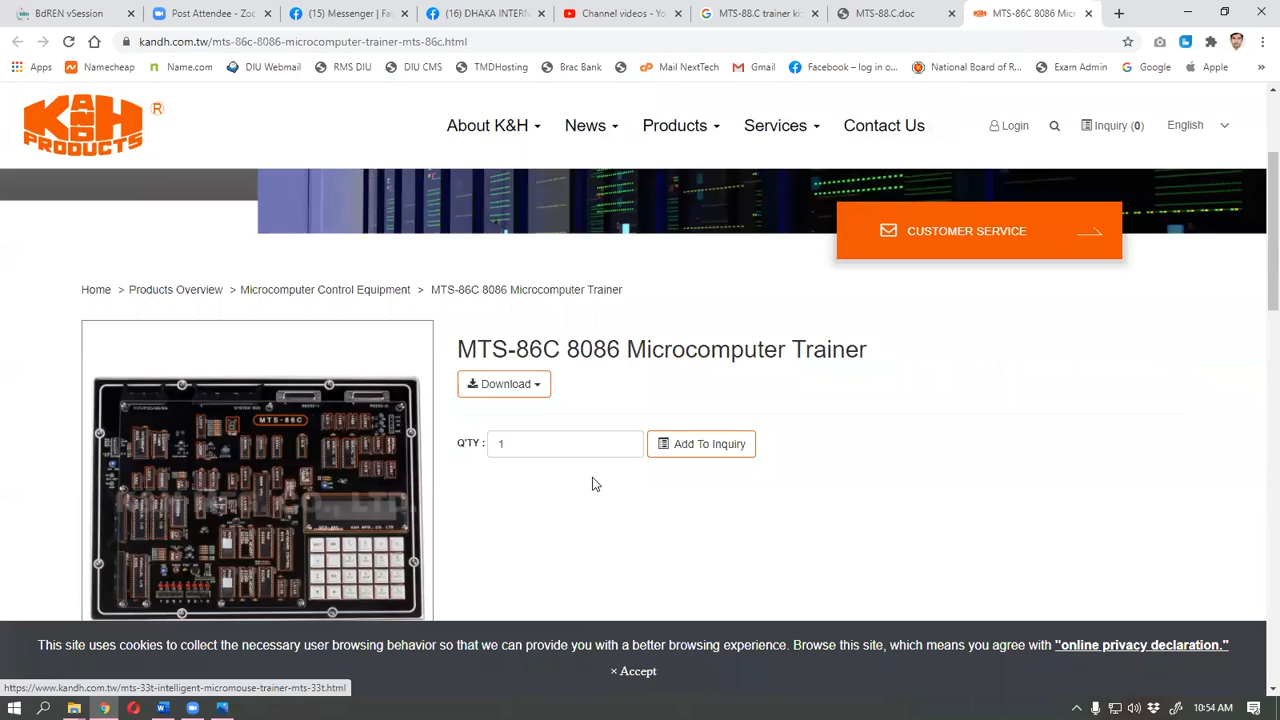 BdREN vSession
Post Attendee - Zoo
(15) Messenger | Fa
(16) DHAKA INTERN
Channel videos - Yo
MTS-88.C trainer ki
MTS-88.C.doc
MTS-86C 8086 Micr
kandh.com.tw/mts-86c-8086-microcomputer-trainer-mts-86c.html
Apps Namecheap Name.com DIU Webmail RMS DIU DIU CMS TMDHosting Brac Bank Mail NextTech Gmail Facebook – log in o... National Board of R... Exam Admin Google Apple »
K&H PRODUCTS ®
About K&H News Products Services Contact Us Login Inquiry (0) English
CUSTOMER SERVICE
Home > Products Overview > Microcomputer Control Equipment > MTS-86C 8086 Microcomputer Trainer
MTS-86C 8086 Microcomputer Trainer
Download
Q'TY : 1 Add To Inquiry
MTS-86C
This site uses cookies to collect the necessary user browsing behavior so that we can provide you with a better browsing experience. Browse this site, which means you agree with "online privacy declaration."
× Accept
https://www.kandh.com.tw/mts-33t-intelligent-micromouse-trainer-mts-33t.html
10:54 AM